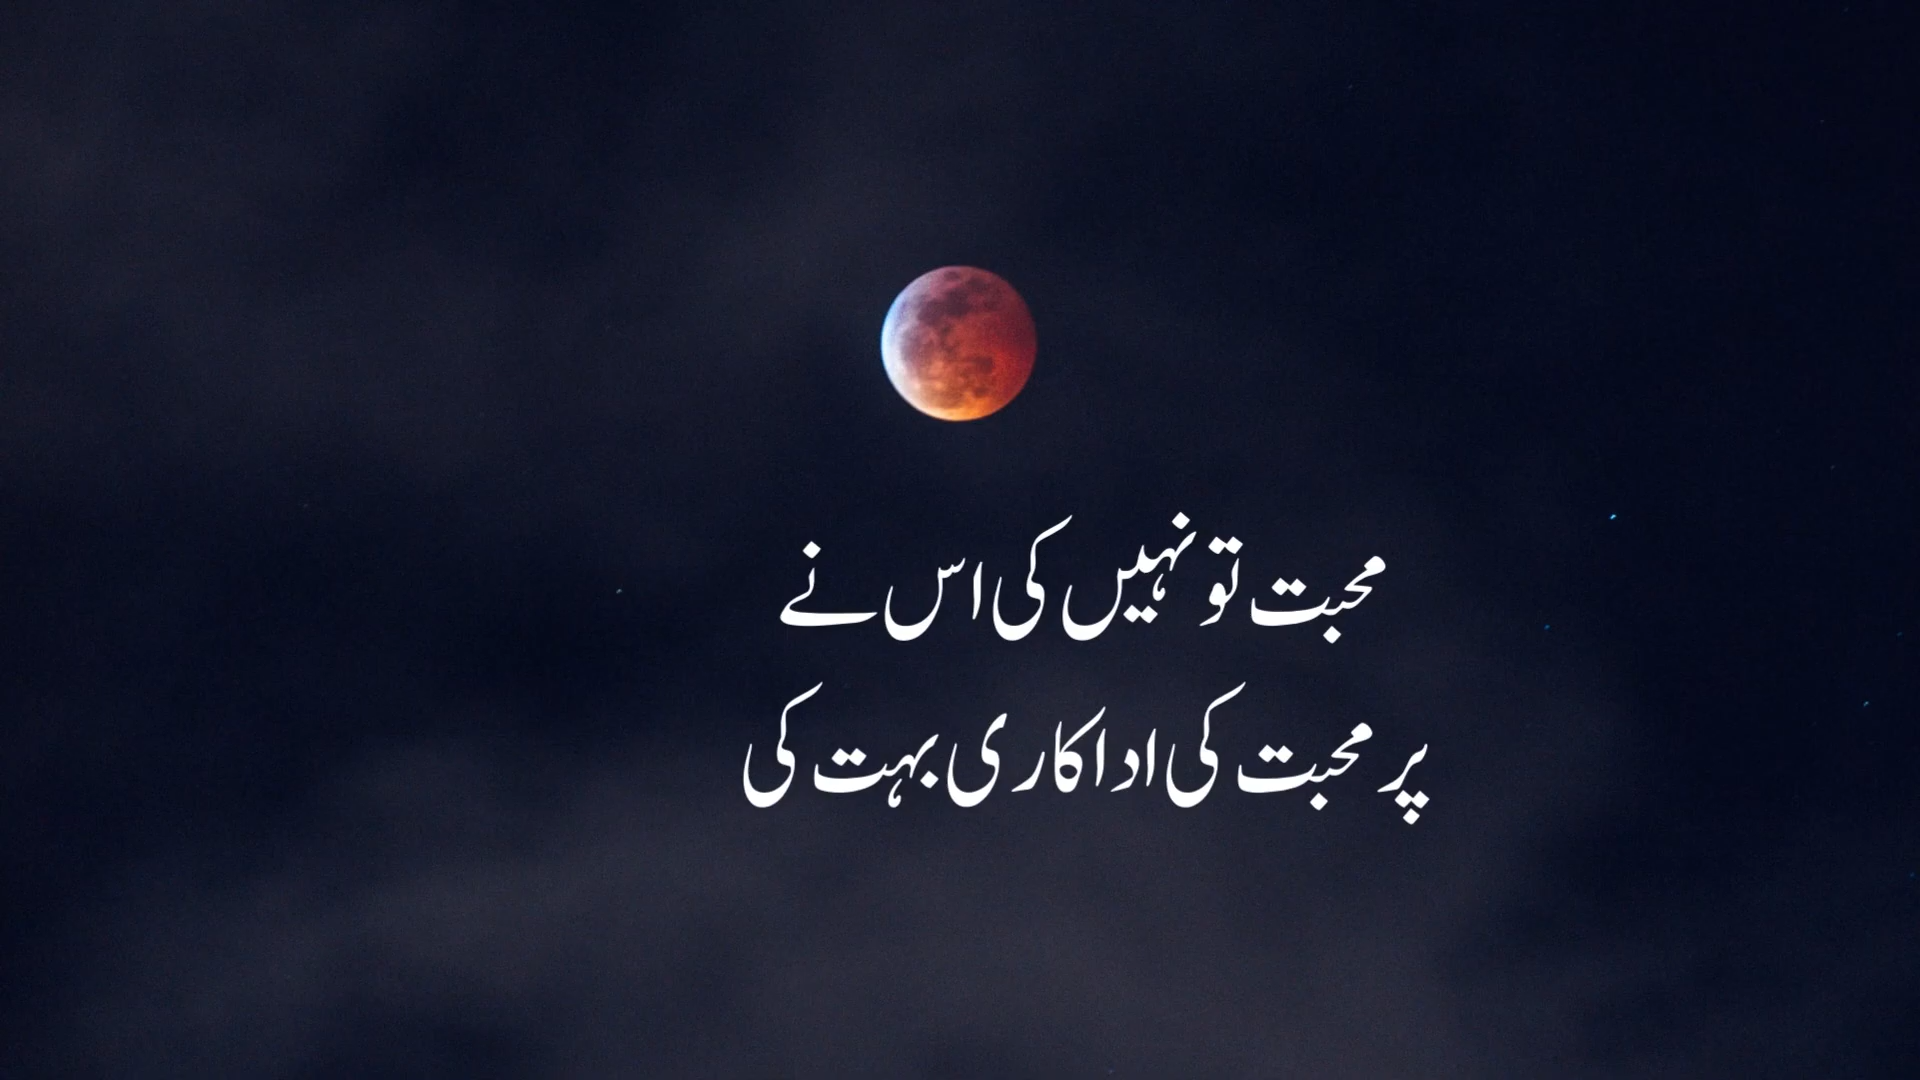 محبت تو نہیں کی اس نے
پر محبت کی اداکاری بہت کی